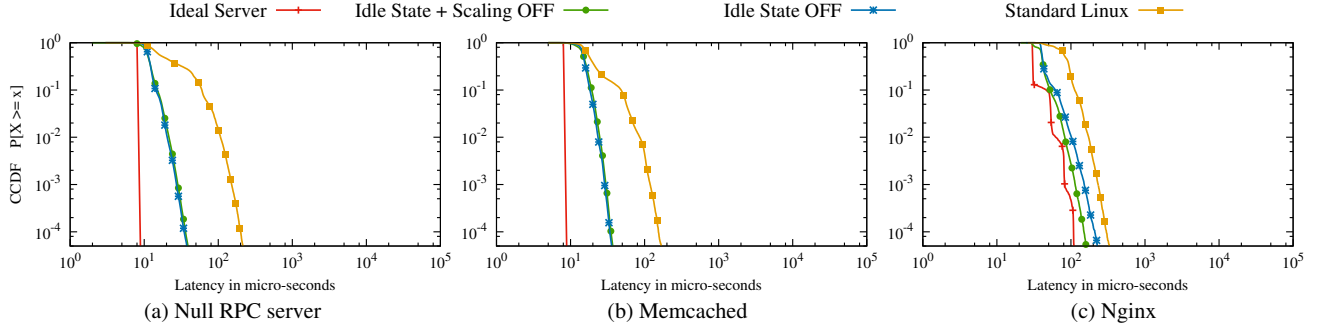 Ideal Server Idle State + Scaling OFF Idle State OFF Standard Linux
CCDF P[X >= x]
10^0
10^-1
10^-2
10^-3
10^-4
10^0 10^1 10^2 10^3 10^4 10^5
Latency in micro-seconds
(a) Null RPC server
10^0
10^-1
10^-2
10^-3
10^-4
10^0 10^1 10^2 10^3 10^4 10^5
Latency in micro-seconds
(b) Memcached
10^0
10^-1
10^-2
10^-3
10^-4
10^0 10^1 10^2 10^3 10^4 10^5
Latency in micro-seconds
(c) Nginx